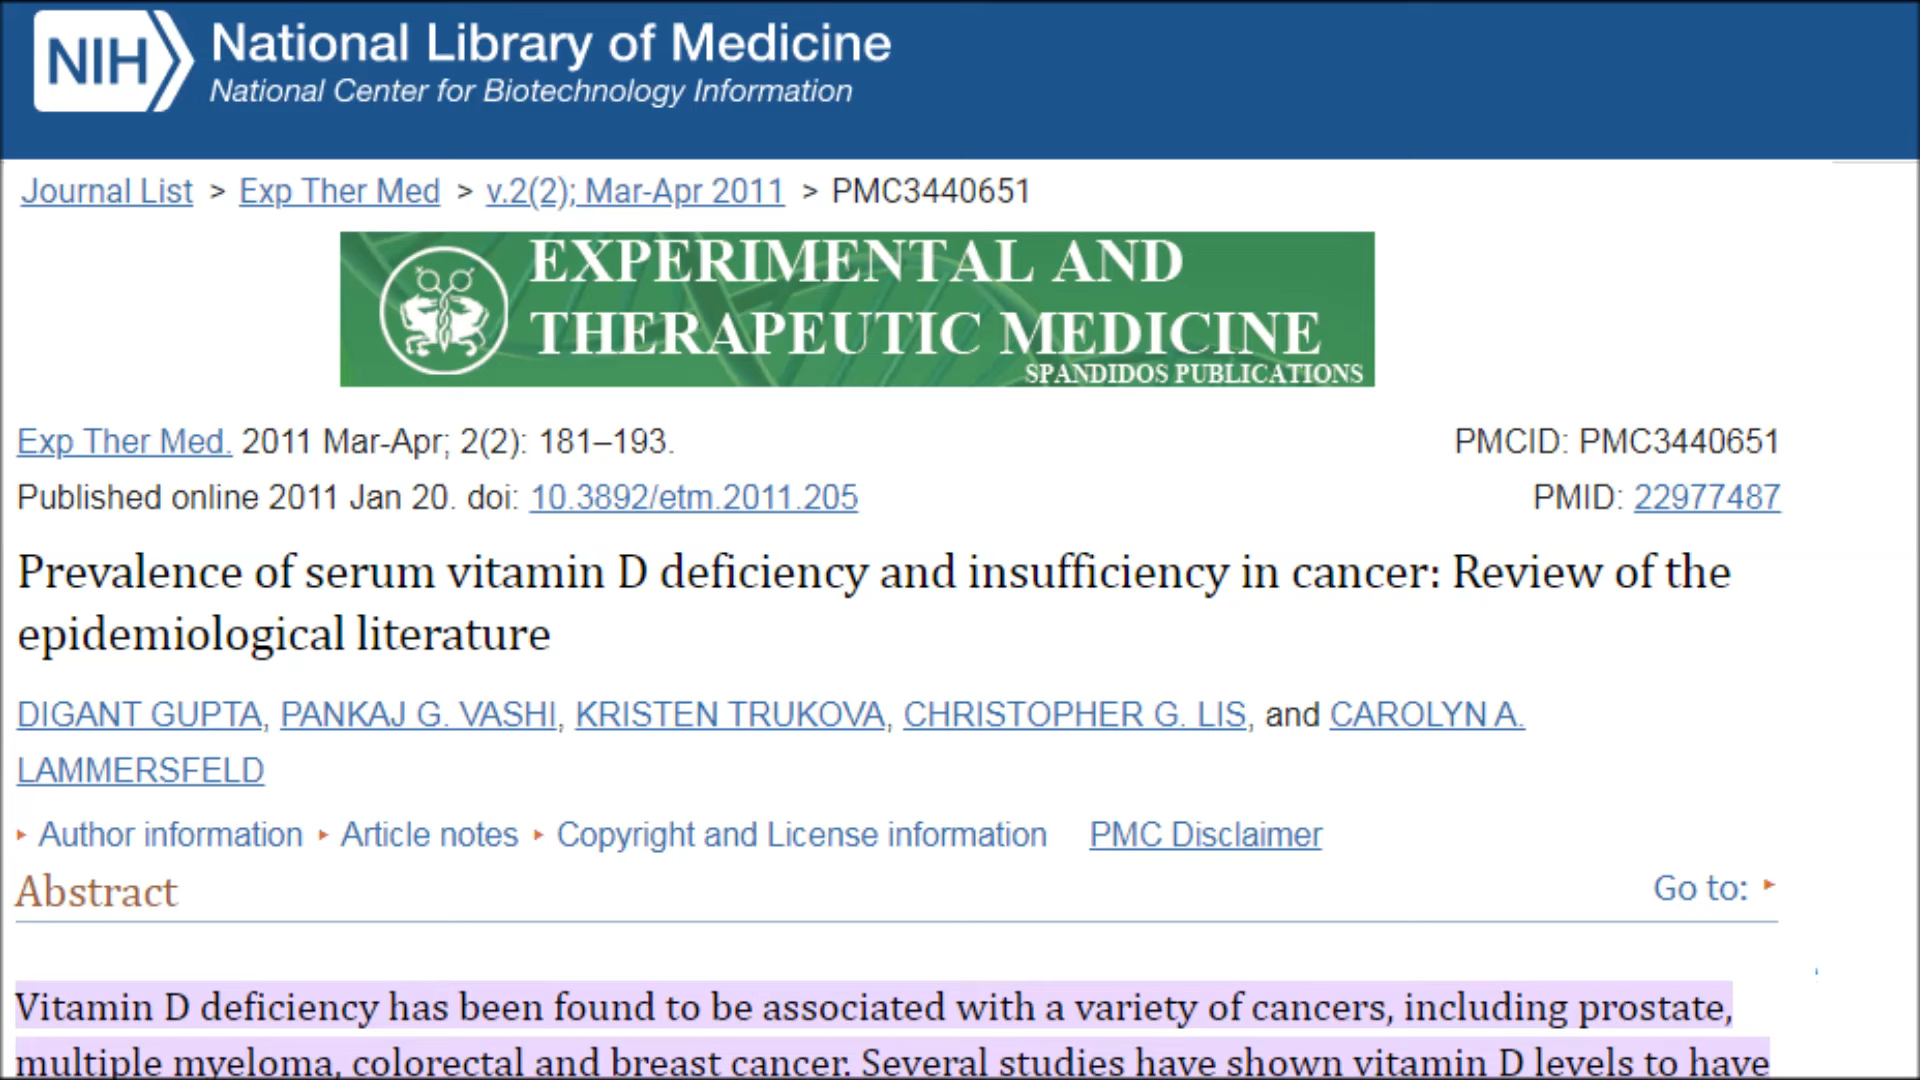 NIH National Library of Medicine
National Center for Biotechnology Information
Journal List > Exp Ther Med > v.2(2); Mar-Apr 2011 > PMC3440651
EXPERIMENTAL AND
THERAPEUTIC MEDICINE
SPANDIDOS PUBLICATIONS
Exp Ther Med. 2011 Mar-Apr; 2(2): 181–193. PMCID: PMC3440651
Published online 2011 Jan 20. doi: 10.3892/etm.2011.205 PMID: 22977487
Prevalence of serum vitamin D deficiency and insufficiency in cancer: Review of the
epidemiological literature
DIGANT GUPTA, PANKAJ G. VASHI, KRISTEN TRUKOVA, CHRISTOPHER G. LIS, and CAROLYN A.
LAMMERSFELD
Author information Article notes Copyright and License information PMC Disclaimer
Abstract Go to:
Vitamin D deficiency has been found to be associated with a variety of cancers, including prostate,
multiple myeloma, colorectal and breast cancer. Several studies have shown vitamin D levels to have